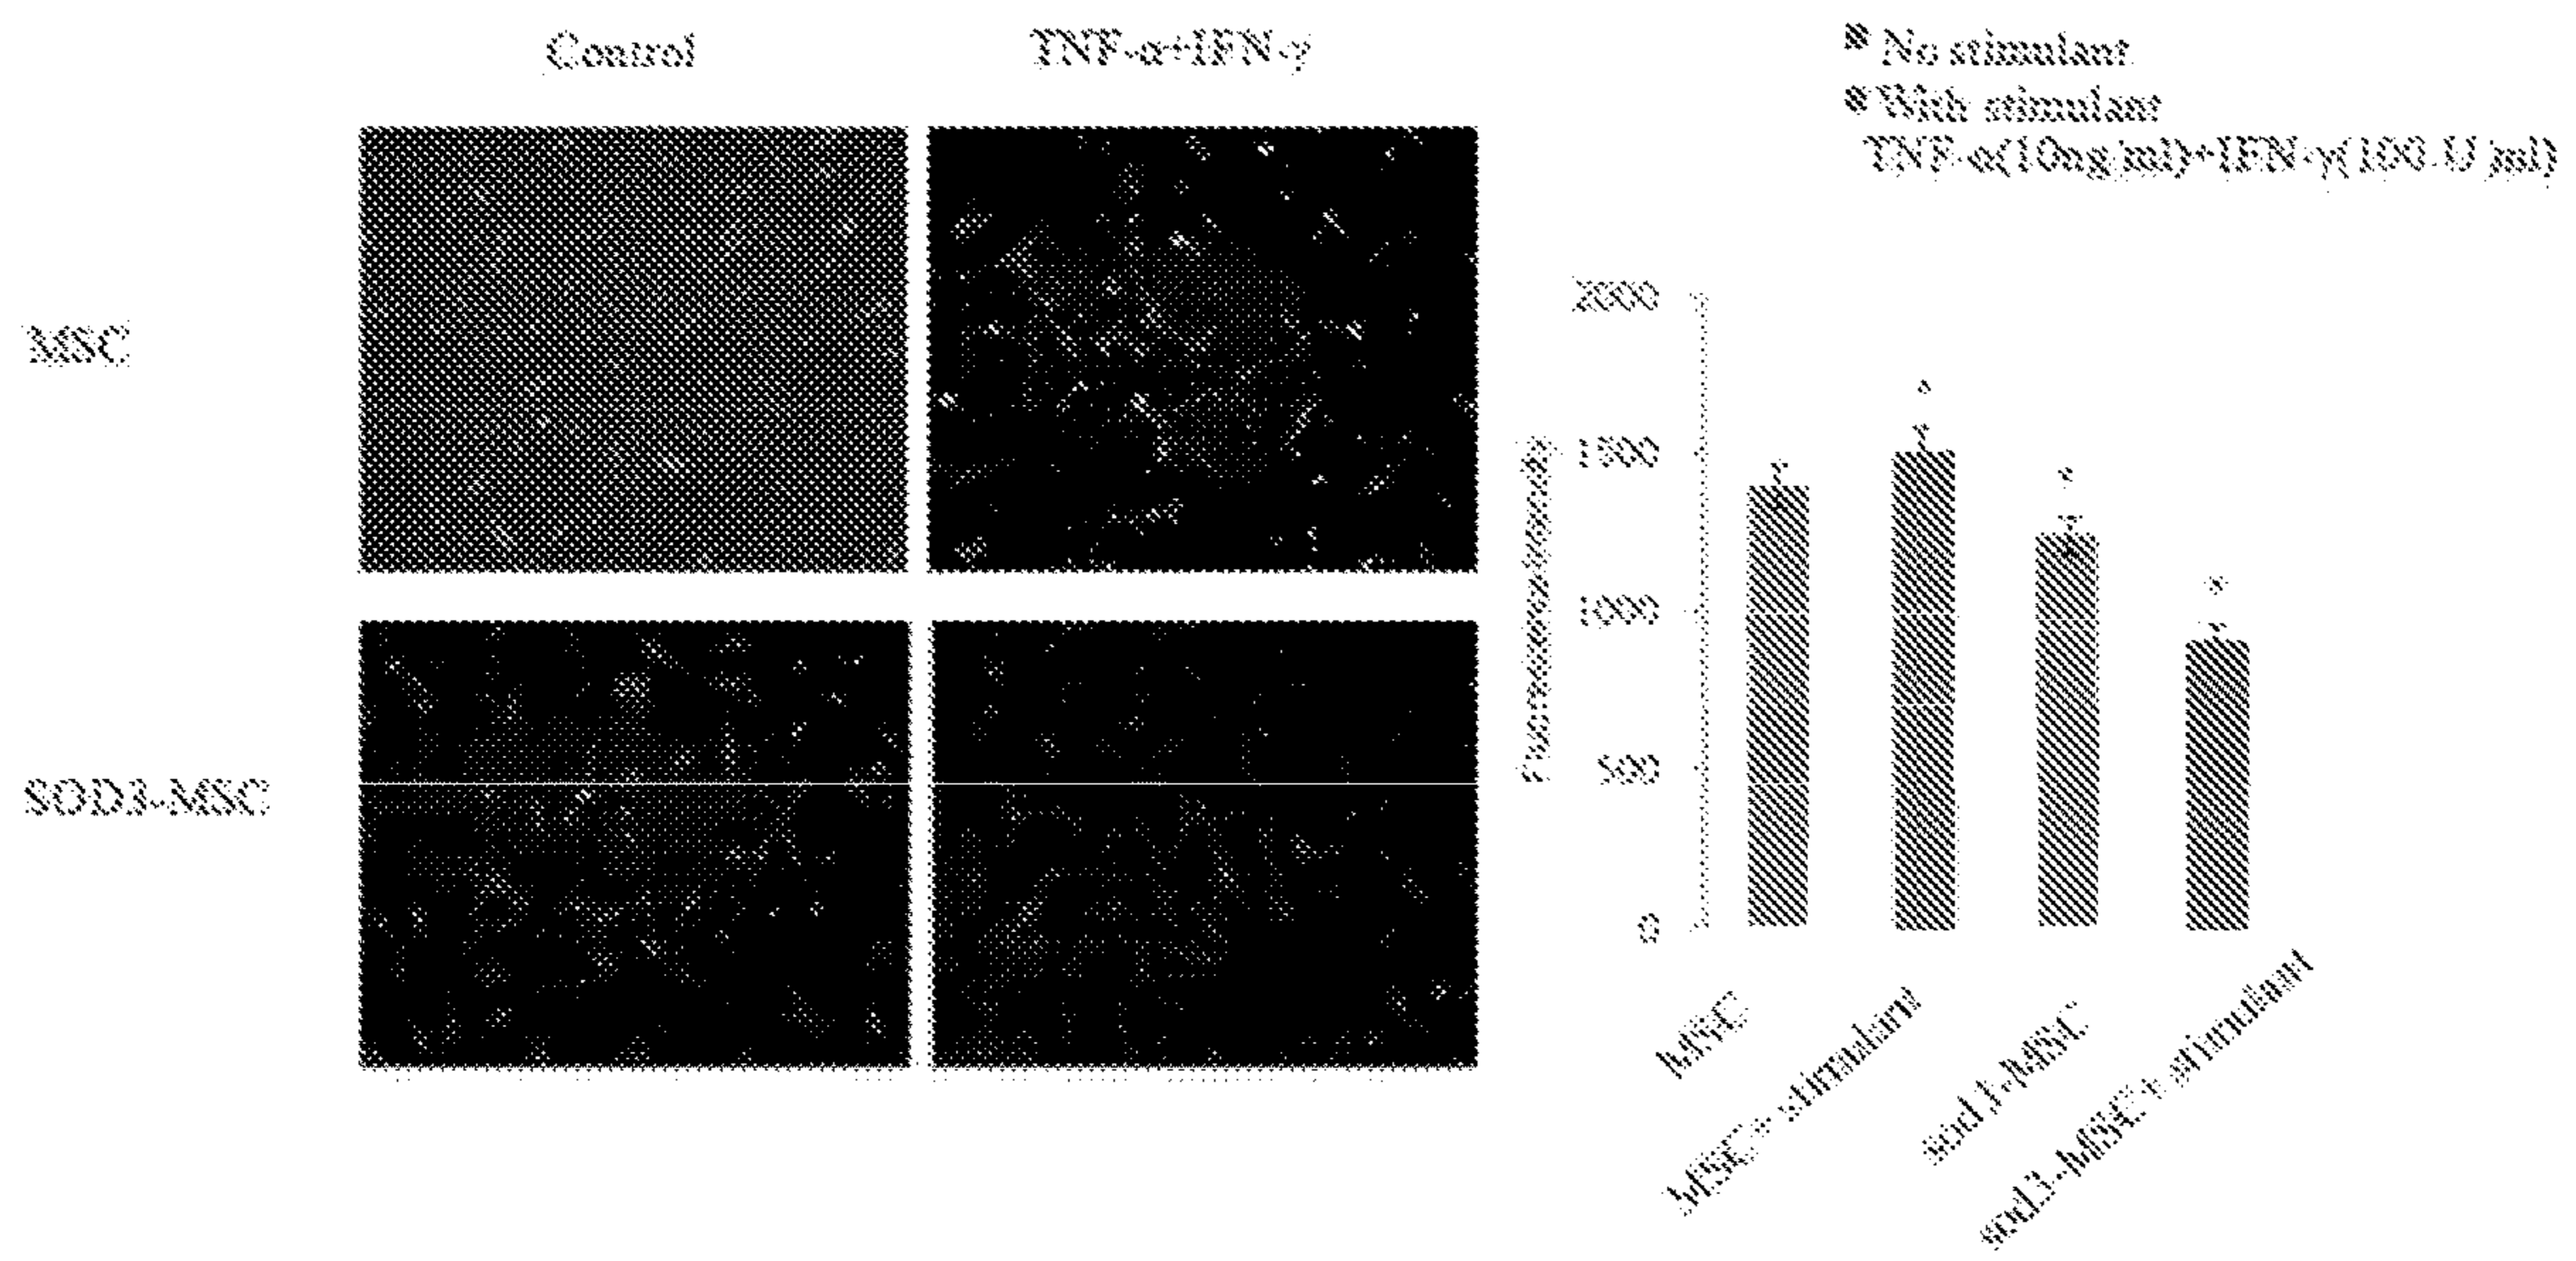 Control
TNF-α+IFN-γ
MSC
SOD3-MSC
No stimulant
With stimulant
TNF-α(10ng/ml)+IFN-γ(100 U/ml)
2000
1500
1000
500
0
MSC
MSC+ stimulant
sod3-MSC
sod3-MSC+ stimulant